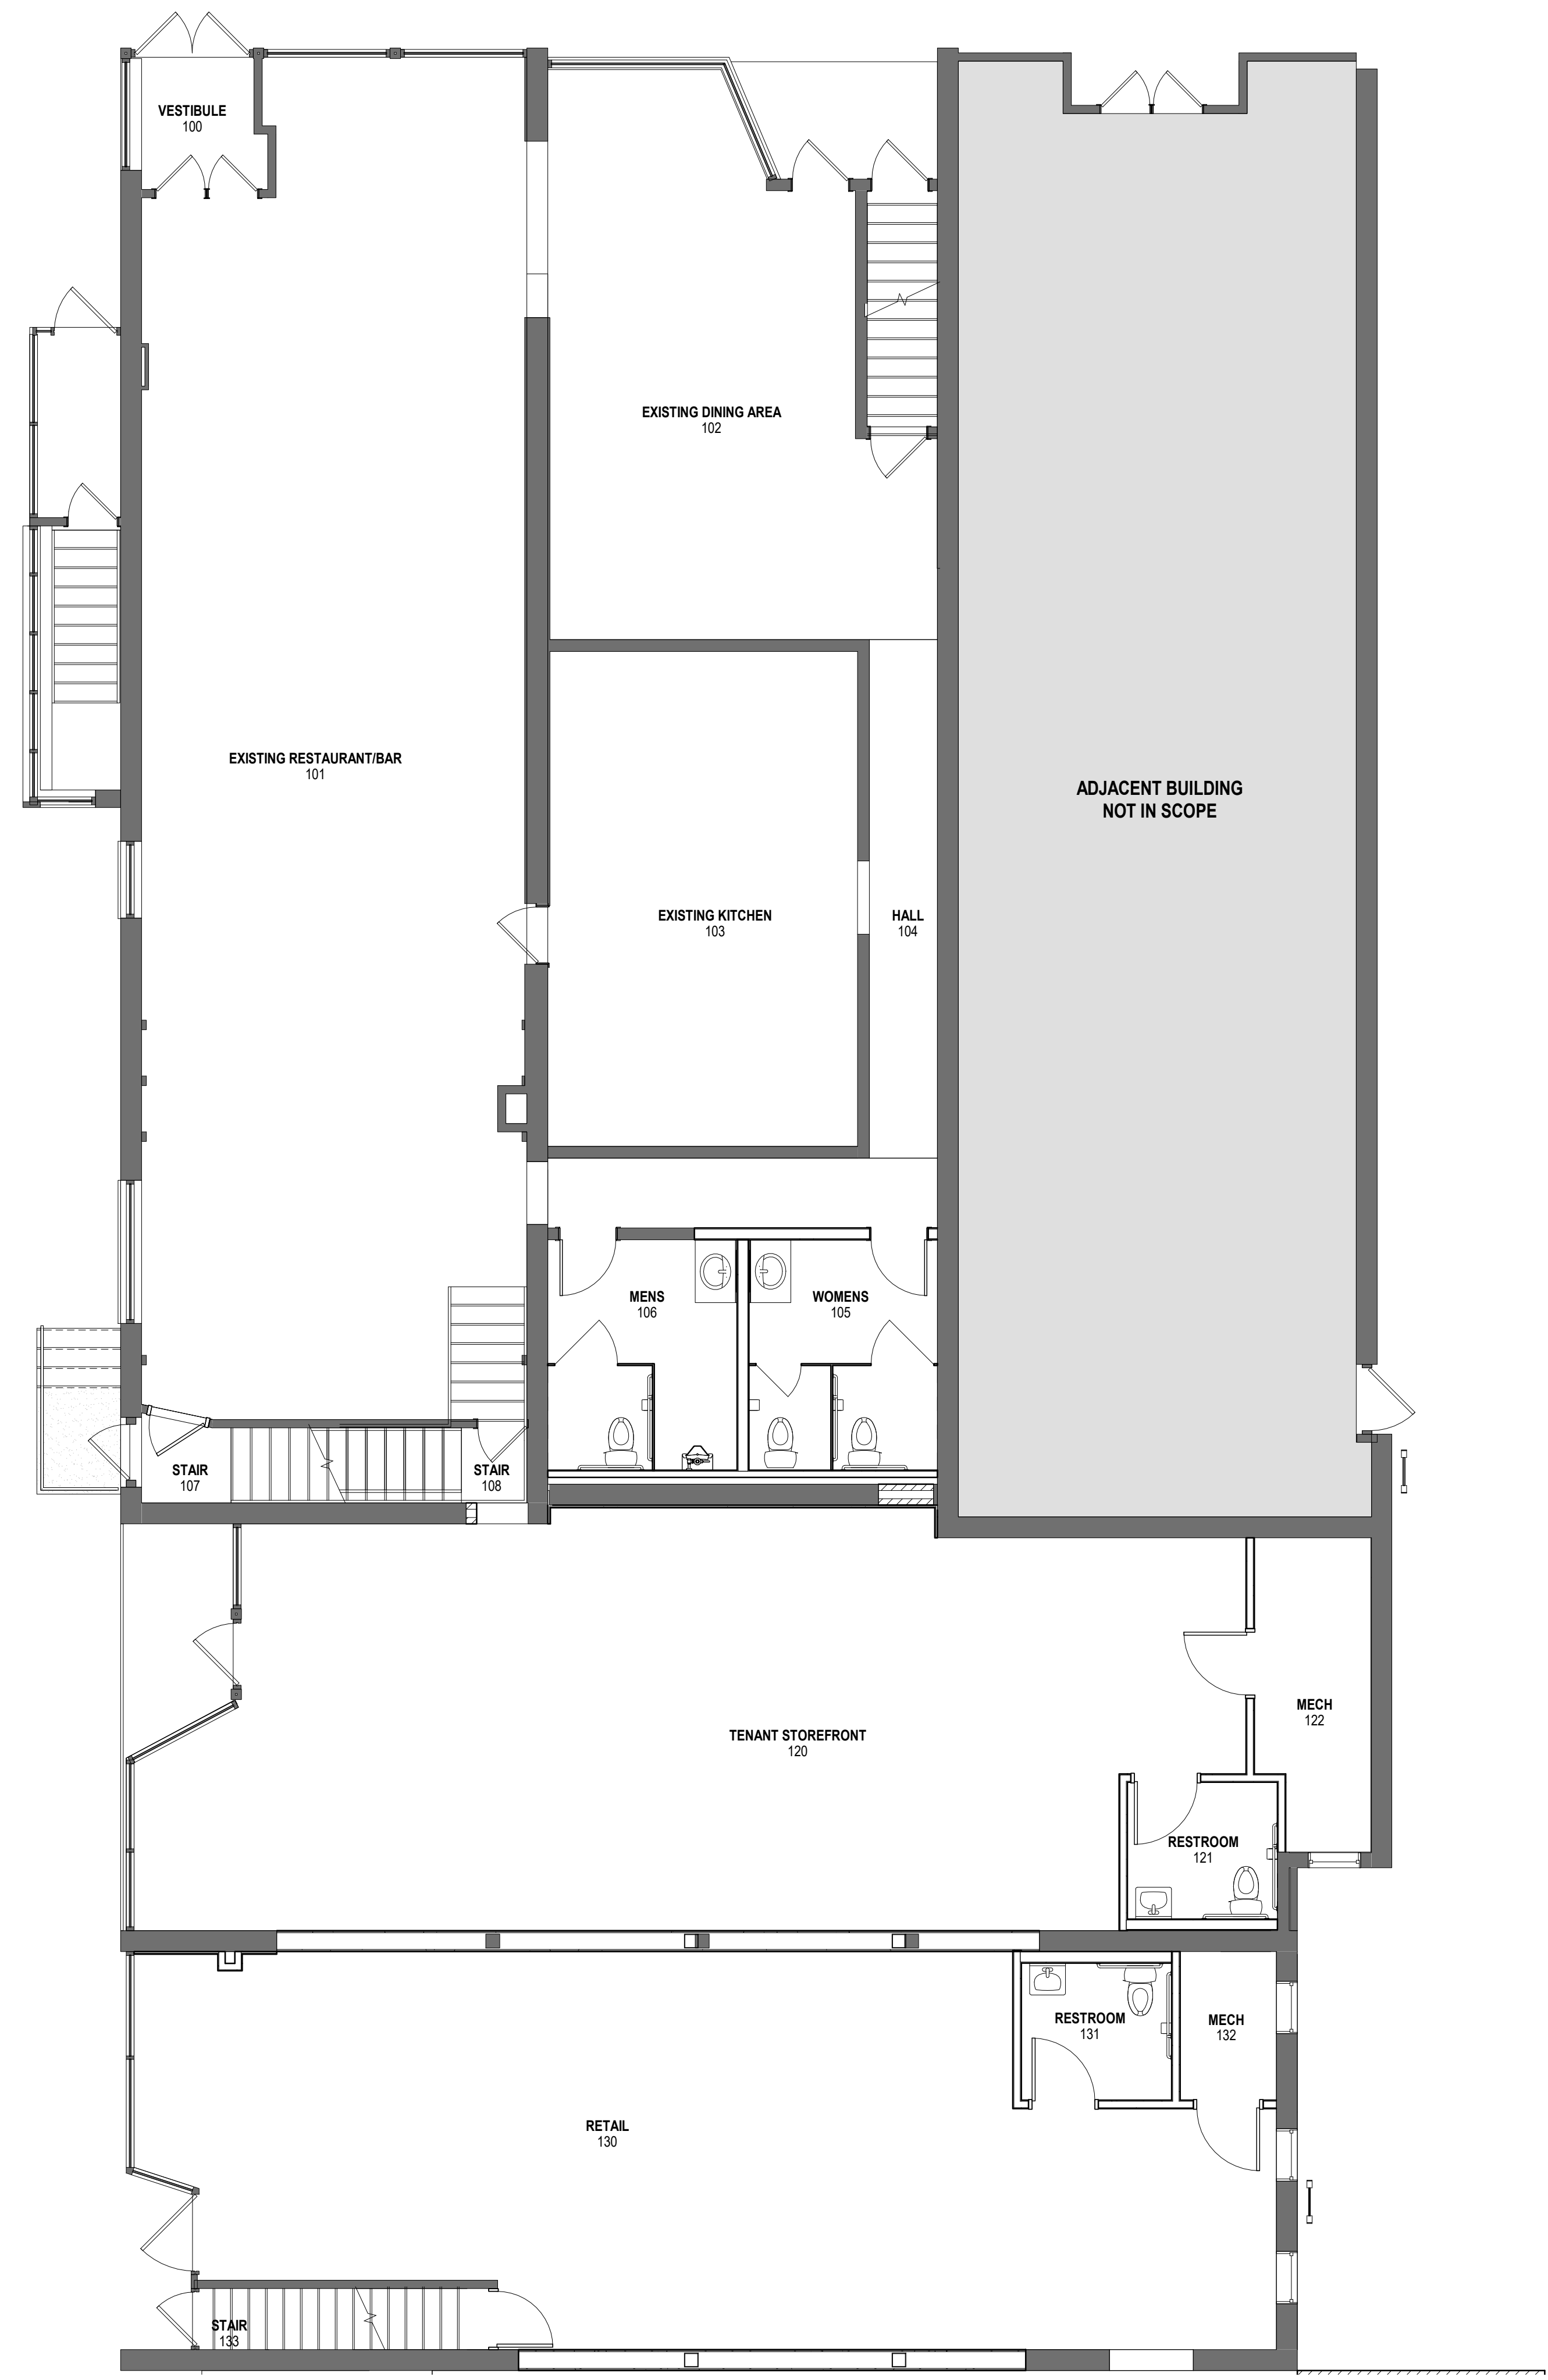 VESTIBULE
100
EXISTING DINING AREA
102
EXISTING RESTAURANT/BAR
101
ADJACENT BUILDING
NOT IN SCOPE
EXISTING KITCHEN
103
HALL
104
MENS
106
WOMENS
105
STAIR
107
STAIR
108
TENANT STOREFRONT
120
MECH
122
RESTROOM
121
RESTROOM
131
MECH
132
RETAIL
130
STAIR
133